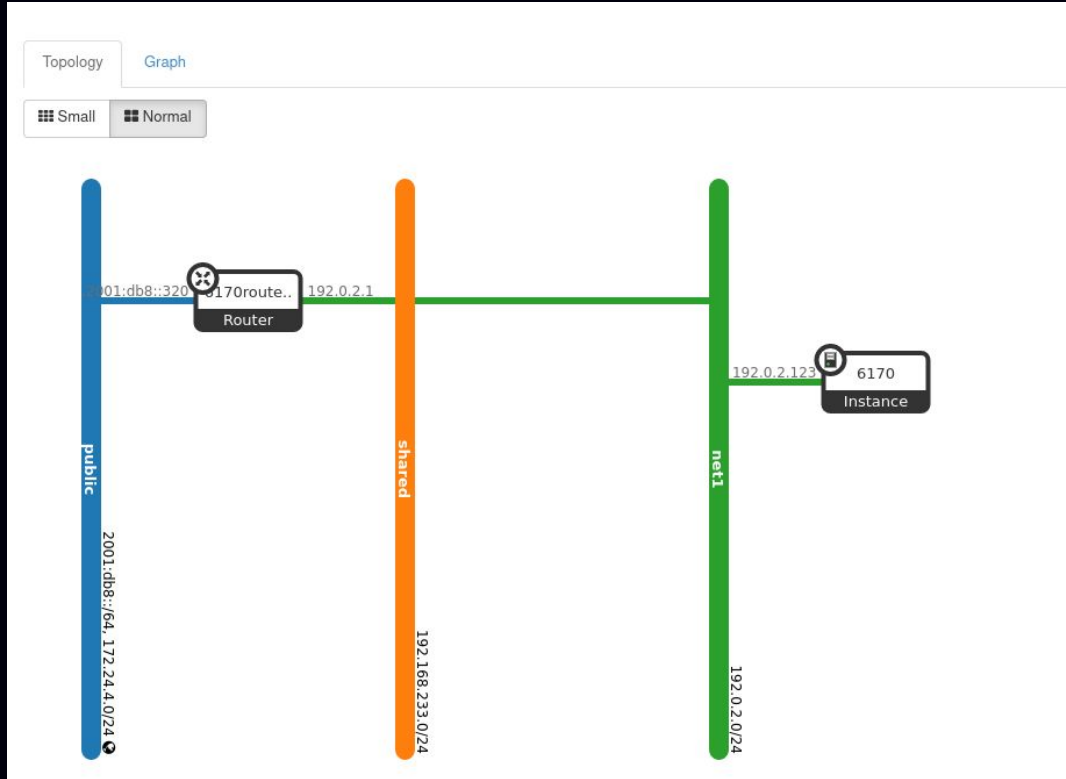 Topology
Graph
Small
Normal
2001:db8::320
6170route..
Router
192.0.2.1
192.0.2.123
6170
Instance
public
2001:db8::/64, 172.24.4.0/24
shared
192.168.233.0/24
net1
192.0.2.0/24